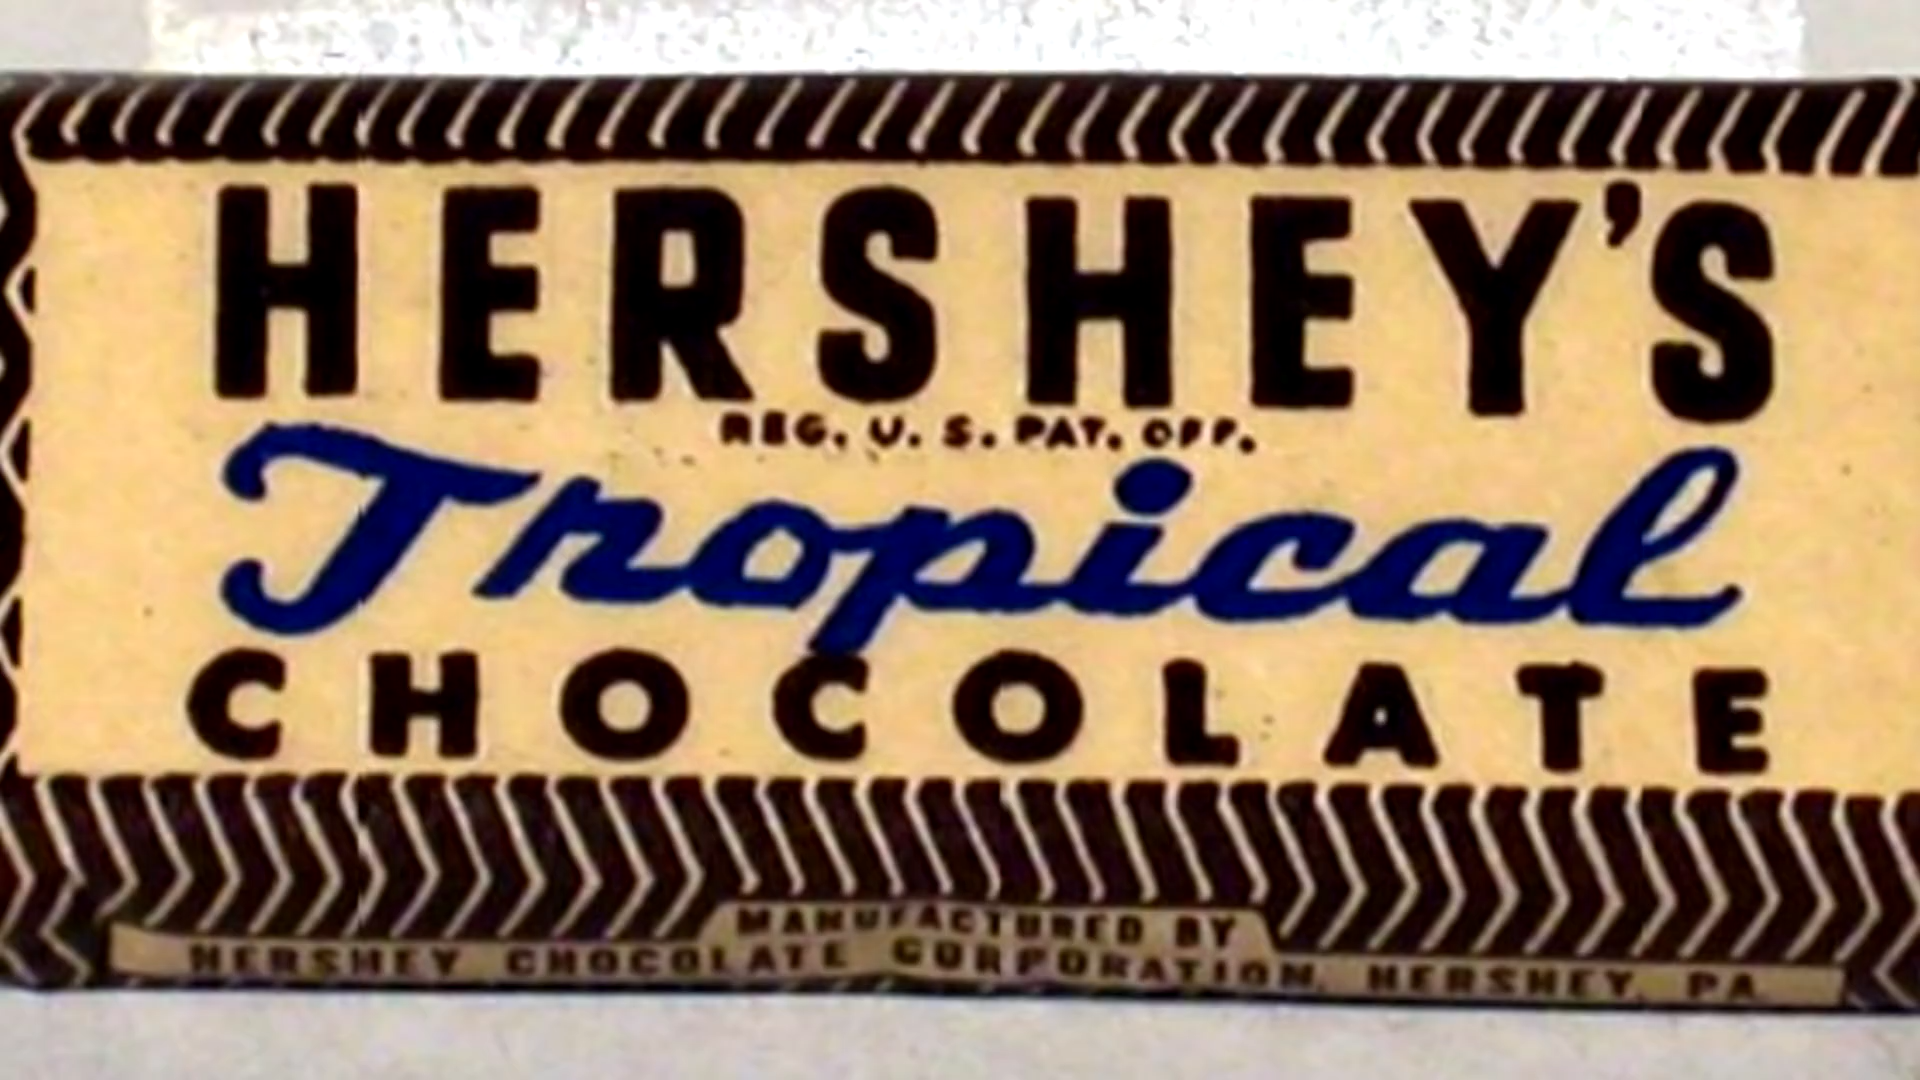 HERSHEY'S
REG. U. S. PAT. OFF.
Tropical
CHOCOLATE
MANUFACTURED BY
HERSHEY CHOCOLATE CORPORATION, HERSHEY, PA